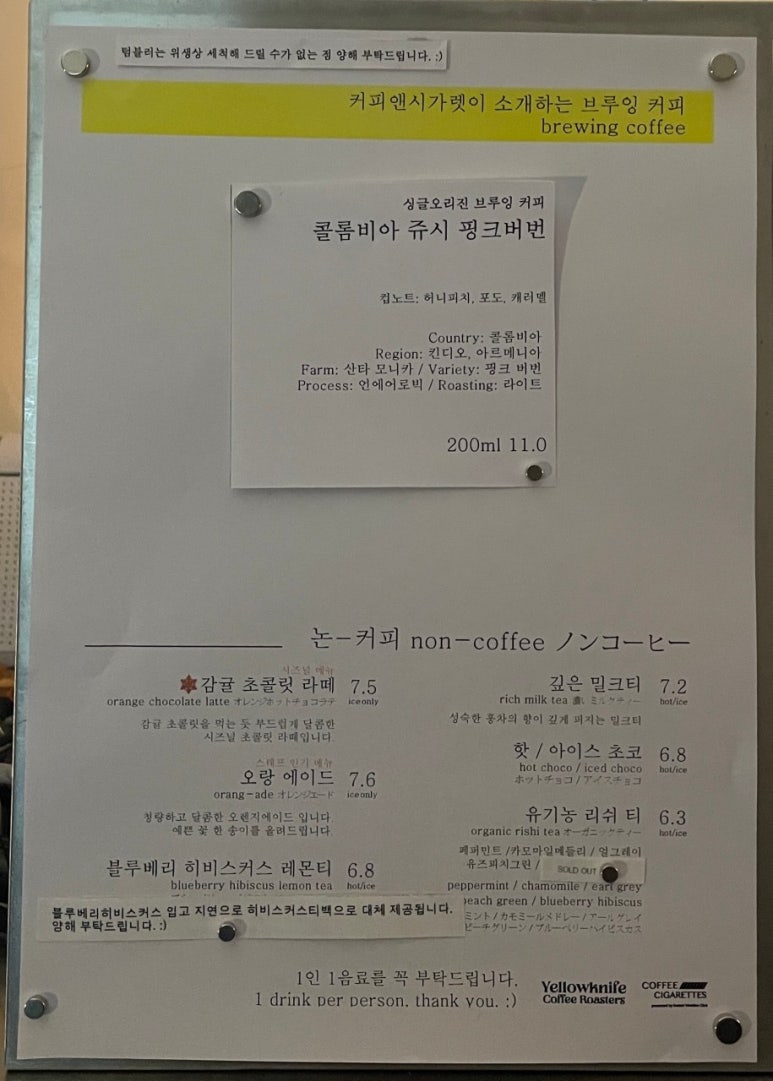 텀블러는 위생상 세척해 드릴 수가 없는 점 양해 부탁드립니다. :)
커피앤시가렛이 소개하는 브루잉 커피
brewing coffee
싱글오리진 브루잉 커피
콜롬비아 쥬시 핑크버번
컵노트: 허니피치, 포도, 캐러멜
Country: 콜롬비아
Region: 킨디오, 아르메니아
Farm: 산타 모니카 / Variety: 핑크 버번
Process: 언에어로빅 / Roasting: 라이트
200ml 11.0
논-커피 non-coffee ノンコーヒー
시즈널 메뉴
감귤 초콜릿 라떼 7.5
orange chocolate latte オレンジホットチョコラテ ice only
감귤 초콜릿을 먹는 듯 부드럽게 달콤한
시즈널 초콜릿 라떼입니다.
스태프 인기 메뉴
오랑 에이드 7.6
orang-ade オレンジエード ice only
청량하고 달콤한 오렌지에이드 입니다.
예쁜 꽃 한 송이를 올려드립니다.
블루베리 히비스커스 레몬티 6.8
blueberry hibiscus lemon tea hot/ice
블루베리히비스커스 입고 지연으로 히비스커스티백으로 대체 제공됩니다.
양해 부탁드립니다. :)
깊은 밀크티 7.2
rich milk tea 濃いミルクティー hot/ice
성숙한 홍차의 향이 깊게 퍼지는 밀크티
핫 / 아이스 초코 6.8
hot choco / iced choco hot/ice
ホットチョコ / アイスチョコ
유기농 리쉬 티 6.3
organic rishi tea オーガニックティー hot/ice
페퍼민트 /카모마일메들리 / 얼그레이
유즈피치그린 / SOLD OUT
peppermint / chamomile / earl grey
peach green / blueberry hibiscus
ミント / カモミールメドレー / アールグレイ
ピーチグリーン / ブルーベリーハイビスカス
1인 1음료를 꼭 부탁드립니다.
1 drink per person, thank you. :)
Yellowknife
Coffee Roasters
COFFEE
CIGARETTES